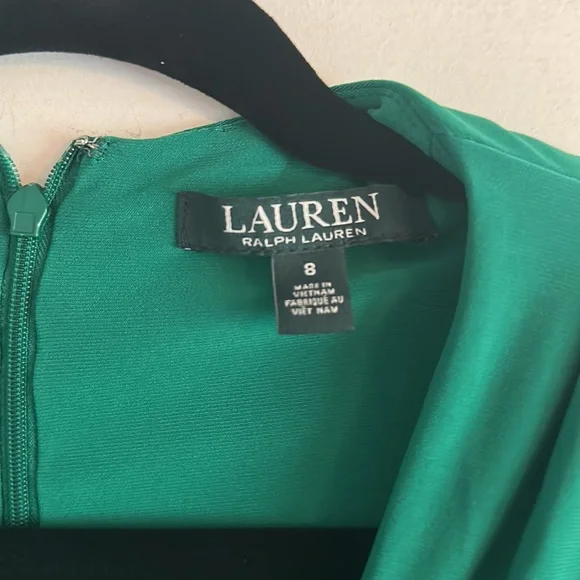 LAUREN
RALPH LAUREN
8
MADE IN
VIETNAM
FABRIQUÉ AU
VIÊT NAM